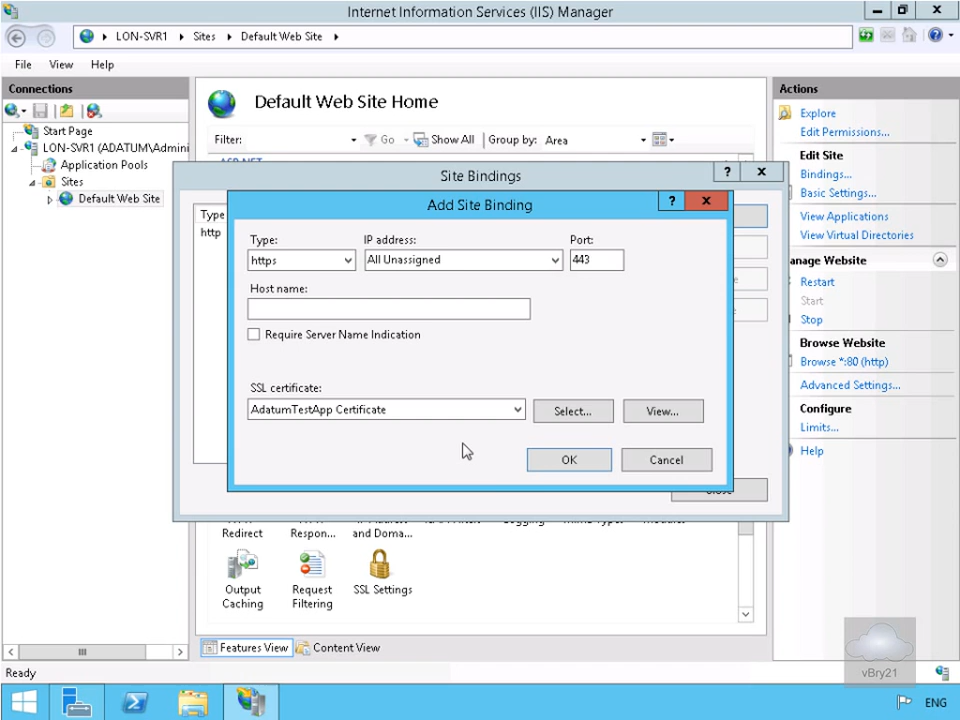 Internet Information Services (IIS) Manager
LON-SVR1 Sites Default Web Site
File View Help
Connections
Start Page
LON-SVR1 (ADATUM\Admini
Application Pools
Sites
Default Web Site
Default Web Site Home
Filter: Go Show All Group by: Area
ASP.NET
Site Bindings
Type
http
Add Site Binding
Type: IP address: Port:
https All Unassigned 443
Host name:
Require Server Name Indication
SSL certificate:
AdatumTestApp Certificate Select... View...
OK Cancel
Close
Redirect Respon... and Doma...
Output Caching
Request Filtering
SSL Settings
Features View Content View
Actions
Explore
Edit Permissions...
Edit Site
Bindings...
Basic Settings...
View Applications
View Virtual Directories
anage Website
Restart
Start
Stop
Browse Website
Browse *:80 (http)
Advanced Settings...
Configure
Limits...
Help
Ready
vBry21
ENG